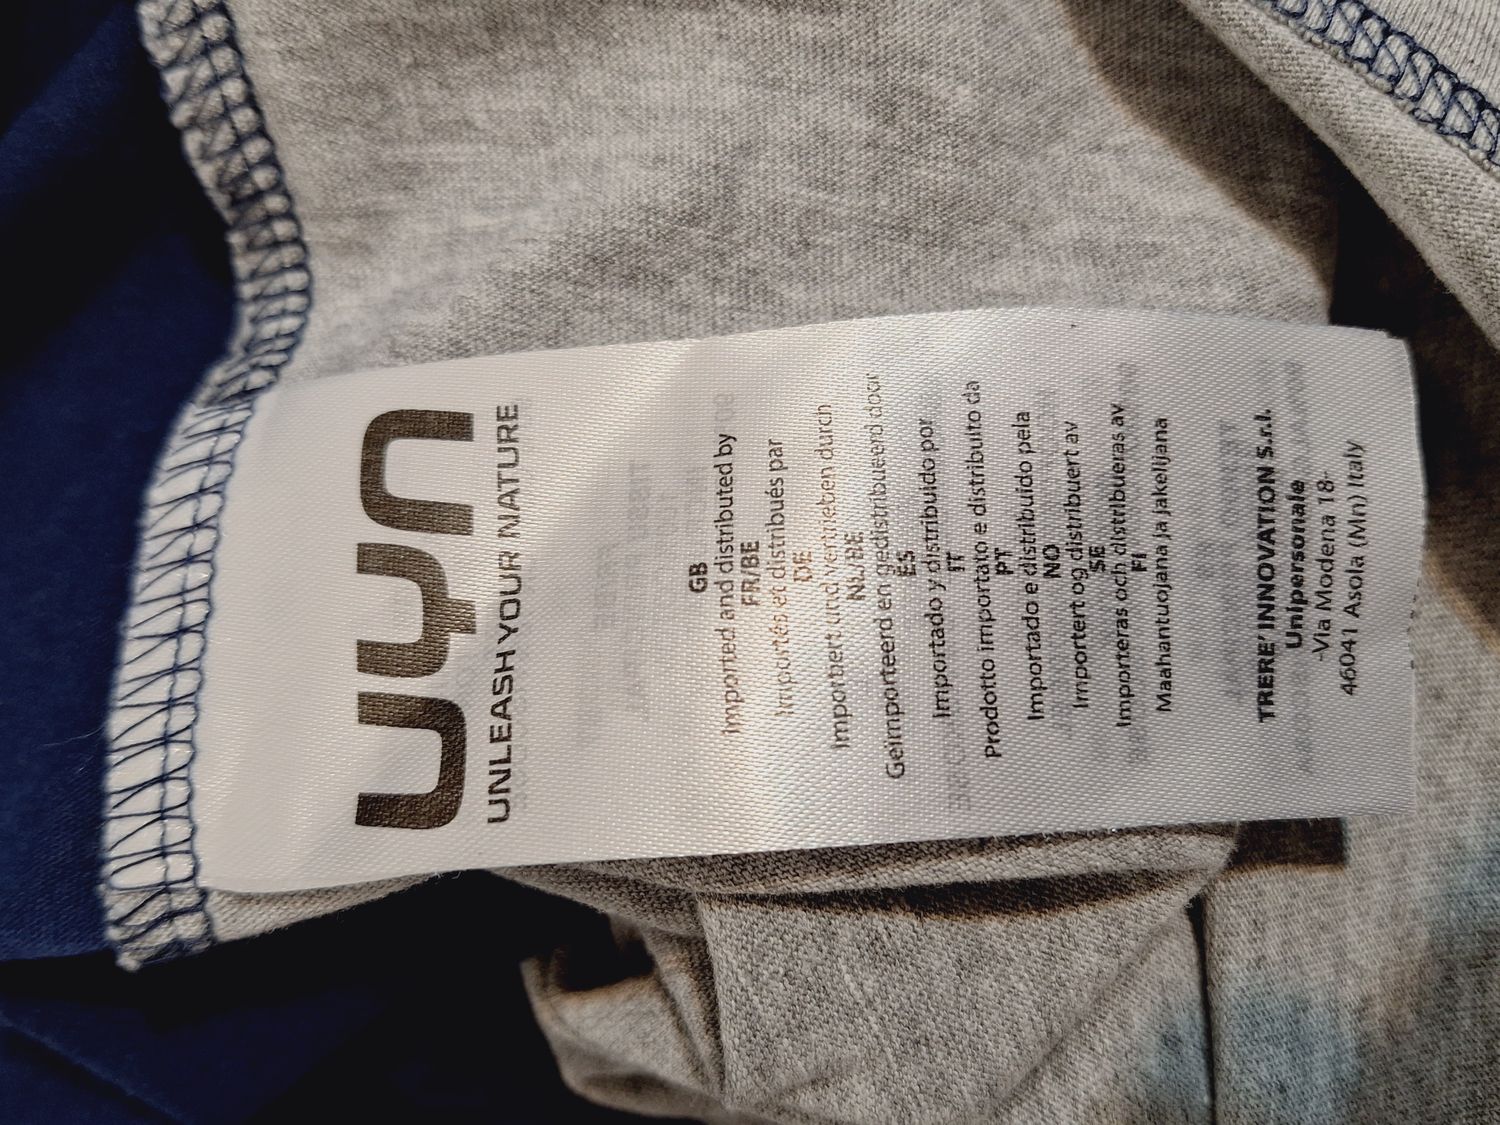 uyn
UNLEASH YOUR NATURE
GB
Imported and distributed by
FR/BE
Importés et distribués par
DE
Importiert und vertrieben durch
NL/BE
Geïmporteerd en gedistribueerd door
ES
Importado y distribuido por
IT
Prodotto importato e distribuito da
PT
Importado e distribuído pela
NO
Importert og distribuert av
SE
Importeras och distribueras av
FI
Maahantuojana ja jakelijana
TRERE' INNOVATION S.r.l.
Unipersonale
-Via Modena 18-
46041 Asola (Mn) Italy